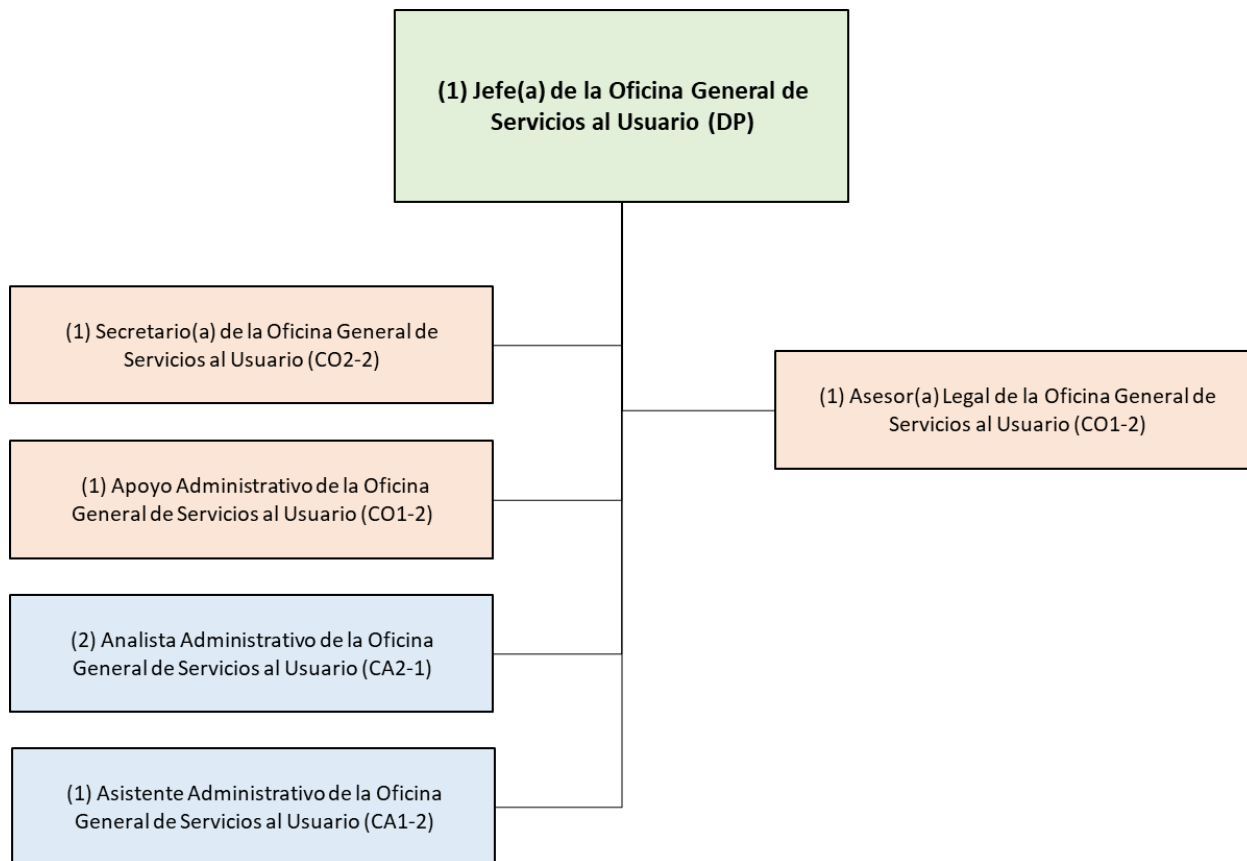 (1) Jefe(a) de la Oficina General de
Servicios al Usuario (DP)
(1) Secretario(a) de la Oficina General de
Servicios al Usuario (CO2-2)
(1) Asesor(a) Legal de la Oficina General de
Servicios al Usuario (CO1-2)
(1) Apoyo Administrativo de la Oficina
General de Servicios al Usuario (CO1-2)
(2) Analista Administrativo de la Oficina
General de Servicios al Usuario (CA2-1)
(1) Asistente Administrativo de la Oficina
General de Servicios al Usuario (CA1-2)